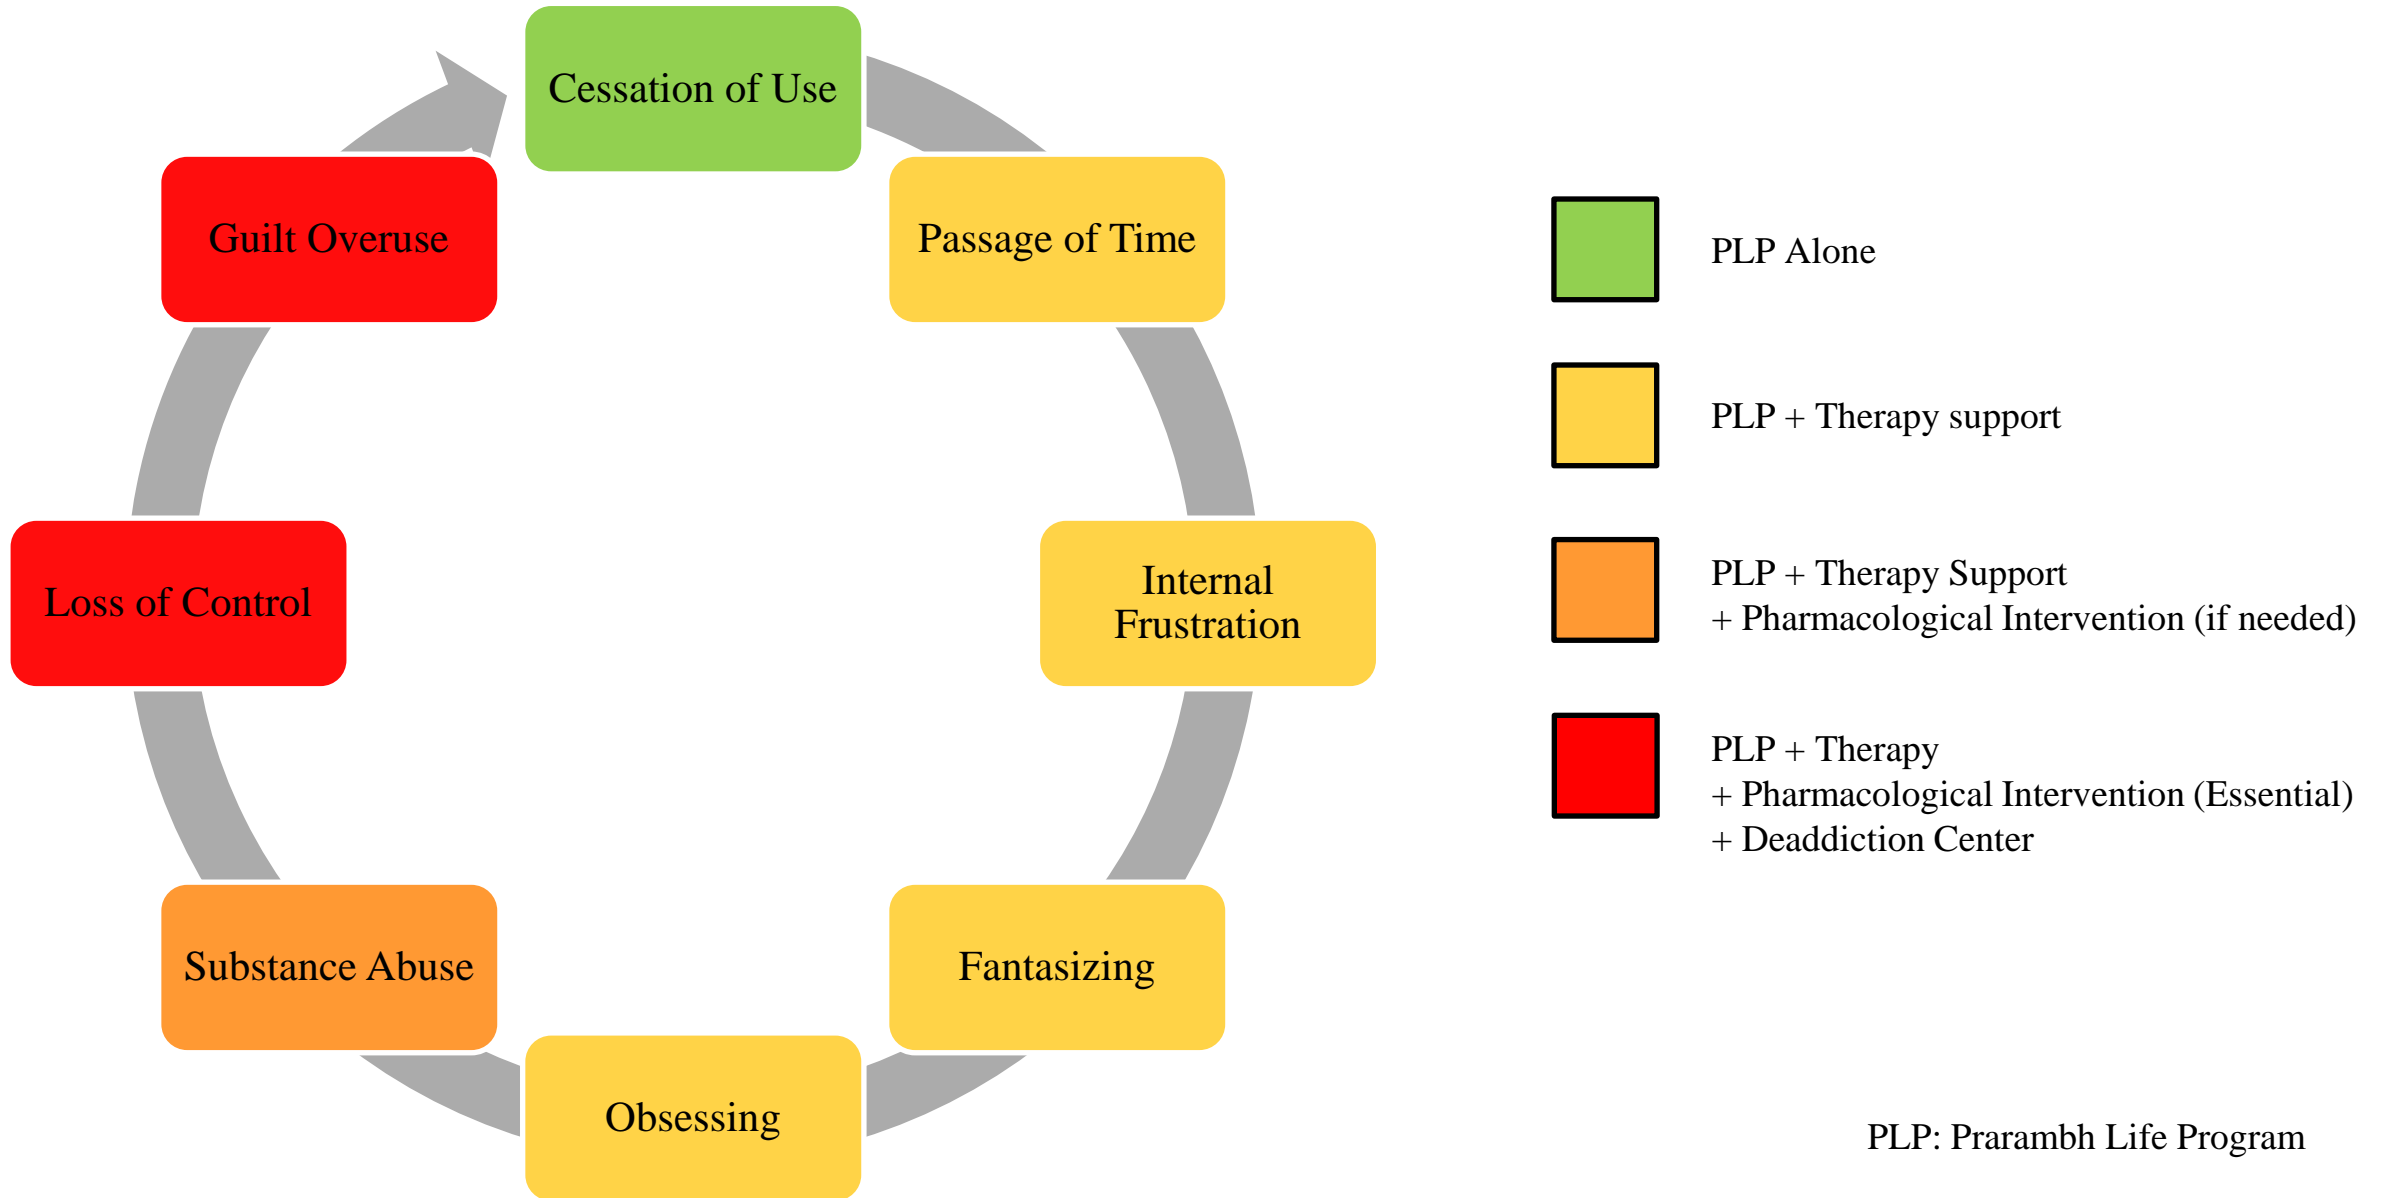 Cessation of Use
Passage of Time
Internal
Frustration
Fantasizing
Obsessing
Substance Abuse
Loss of Control
Guilt Overuse
PLP Alone
PLP + Therapy support
PLP + Therapy Support
+ Pharmacological Intervention (if needed)
PLP + Therapy
+ Pharmacological Intervention (Essential)
+ Deaddiction Center
PLP: Prarambh Life Program